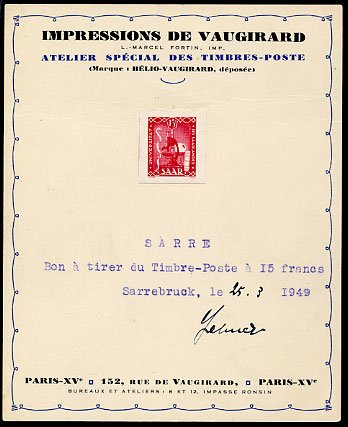 IMPRESSIONS DE VAUGIRARD
L.-MARCEL FORTIN, IMP.
ATELIER SPÉCIAL DES TIMBRES-POSTE
(Marque : HÉLIO-VAUGIRARD, déposée)
15F
UNIVERSITÄT
SAAR
SARRE
Bon à tirer du Timbre-Poste à 15 francs
Sarrebruck, le 25. 3 1949
PARIS-XVe 152, RUE DE VAUGIRARD, PARIS-XVe
BUREAUX ET ATELIERS : 8 ET 12, IMPASSE RONSIN